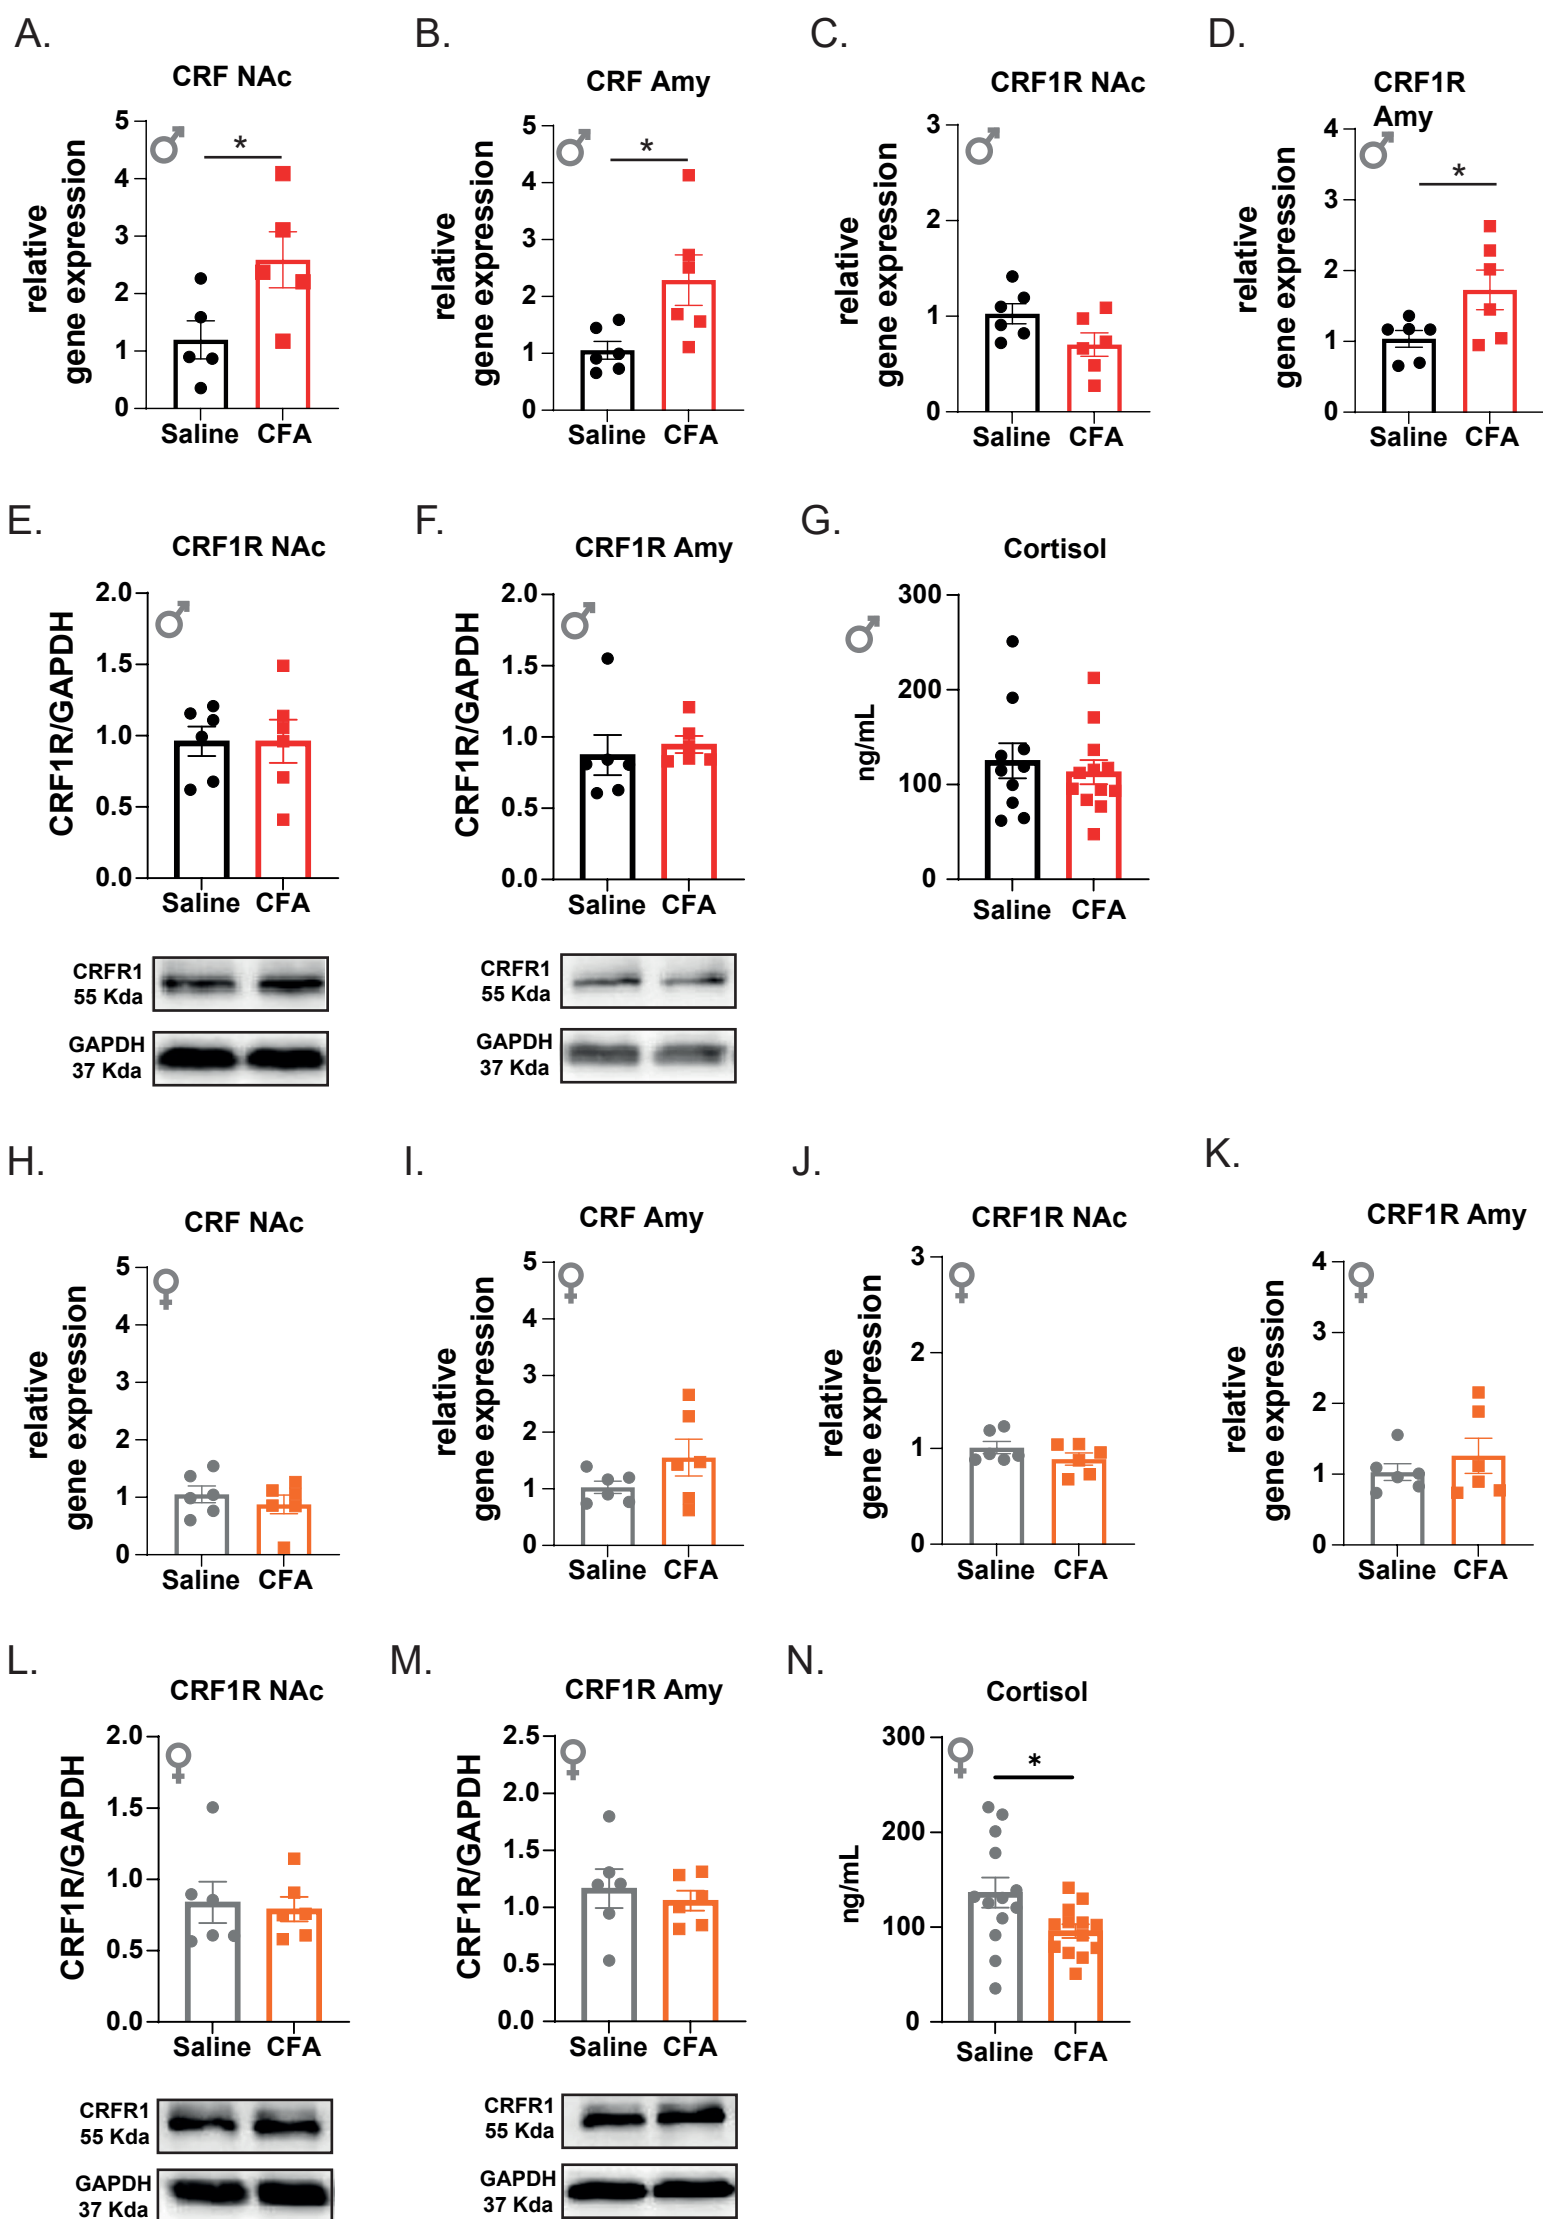 A.
CRF NAc
relative
gene expression
5
4
3
2
1
0
*
Saline CFA
B.
CRF Amy
relative
gene expression
5
4
3
2
1
0
*
Saline CFA
C.
CRF1R NAc
relative
gene expression
3
2
1
0
Saline CFA
D.
CRF1R
Amy
relative
gene expression
4
3
2
1
0
*
Saline CFA
E.
CRF1R NAc
CRF1R/GAPDH
2.0
1.5
1.0
0.5
0.0
Saline CFA
CRFR1
55 Kda
GAPDH
37 Kda
F.
CRF1R Amy
CRF1R/GAPDH
2.0
1.5
1.0
0.5
0.0
Saline CFA
CRFR1
55 Kda
GAPDH
37 Kda
G.
Cortisol
ng/mL
300
200
100
0
Saline CFA
H.
CRF NAc
relative
gene expression
5
4
3
2
1
0
Saline CFA
I.
CRF Amy
relative
gene expression
5
4
3
2
1
0
Saline CFA
J.
CRF1R NAc
relative
gene expression
3
2
1
0
Saline CFA
K.
CRF1R Amy
relative
gene expression
4
3
2
1
0
Saline CFA
L.
CRF1R NAc
CRF1R/GAPDH
2.0
1.5
1.0
0.5
0.0
Saline CFA
CRFR1
55 Kda
GAPDH
37 Kda
M.
CRF1R Amy
CRF1R/GAPDH
2.5
2.0
1.5
1.0
0.5
0.0
Saline CFA
CRFR1
55 Kda
GAPDH
37 Kda
N.
Cortisol
ng/mL
300
200
100
0
*
Saline CFA